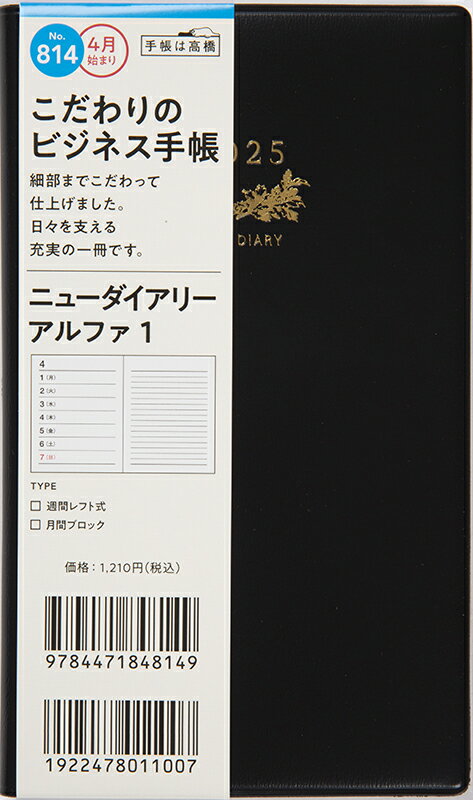 No.
814
4月
始まり
手帳は高橋
こだわりの
ビジネス手帳
細部までこだわって
仕上げました。
日々を支える
充実の一冊です。
025
DIARY
ニューダイアリー
アルファ 1
4
1(月)
2(火)
3(水)
4(木)
5(金)
6(土)
7(日)
TYPE
□ 週間レフト式
□ 月間ブロック
価格:1,210円(税込)
9784471848149
1922478011007